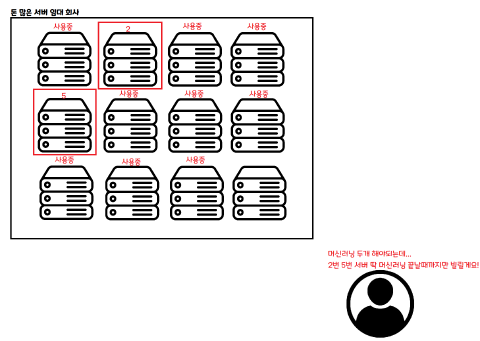 돈 많은 서버 임대 회사
사용중 2 사용중 사용중
5 사용중 사용중 사용중
사용중 사용중 사용중
머신러닝 두개 해야되는데,,,
2번 5번 서버 딱 머신러닝 끝날때까지만 빌릴게요!